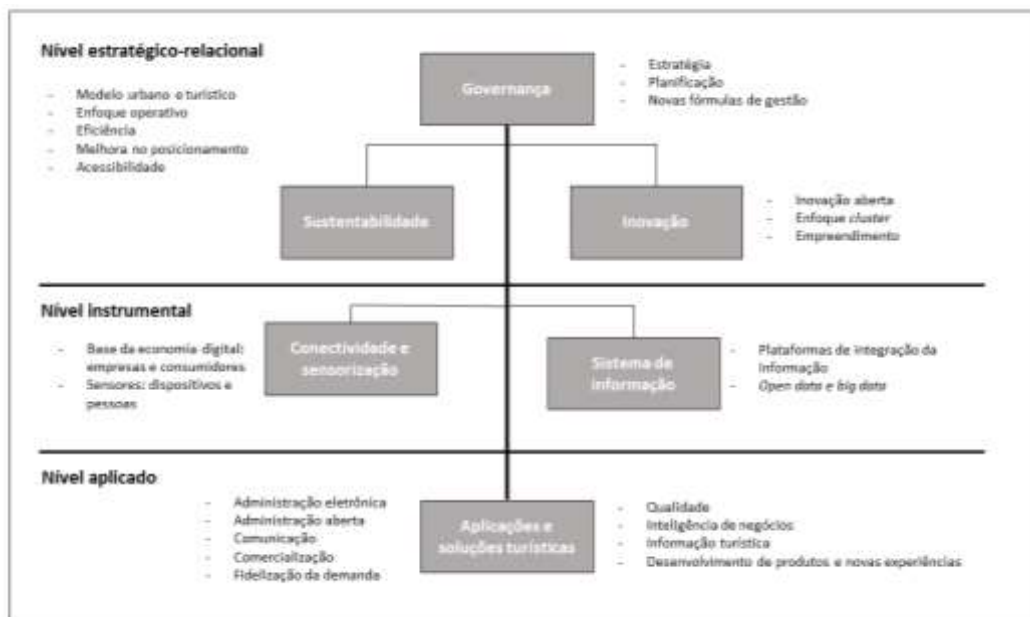 Nível estratégico-relacional
- Modelo urbano e turístico
- Enfoque operativo
- Eficiência
- Melhora no posicionamento
- Acessibilidade
Governança
- Estratégia
- Planificação
- Novas fórmulas de gestão
Sustentabilidade
Inovação
- Inovação aberta
- Enfoque cluster
- Empreendimento
Nível instrumental
- Base da economia digital:
empresas e consumidores
- Sensores: dispositivos e
pessoas
Conectividade e
sensorização
Sistema de
informação
- Plataformas de integração da
Informação
- Open data e big data
Nível aplicado
- Administração eletrônica
- Administração aberta
- Comunicação
- Comercialização
- Fidelização da demanda
Aplicações e
soluções turísticas
- Qualidade
- Inteligência de negócios
- Informação turística
- Desenvolvimento de produtos e novas experiências